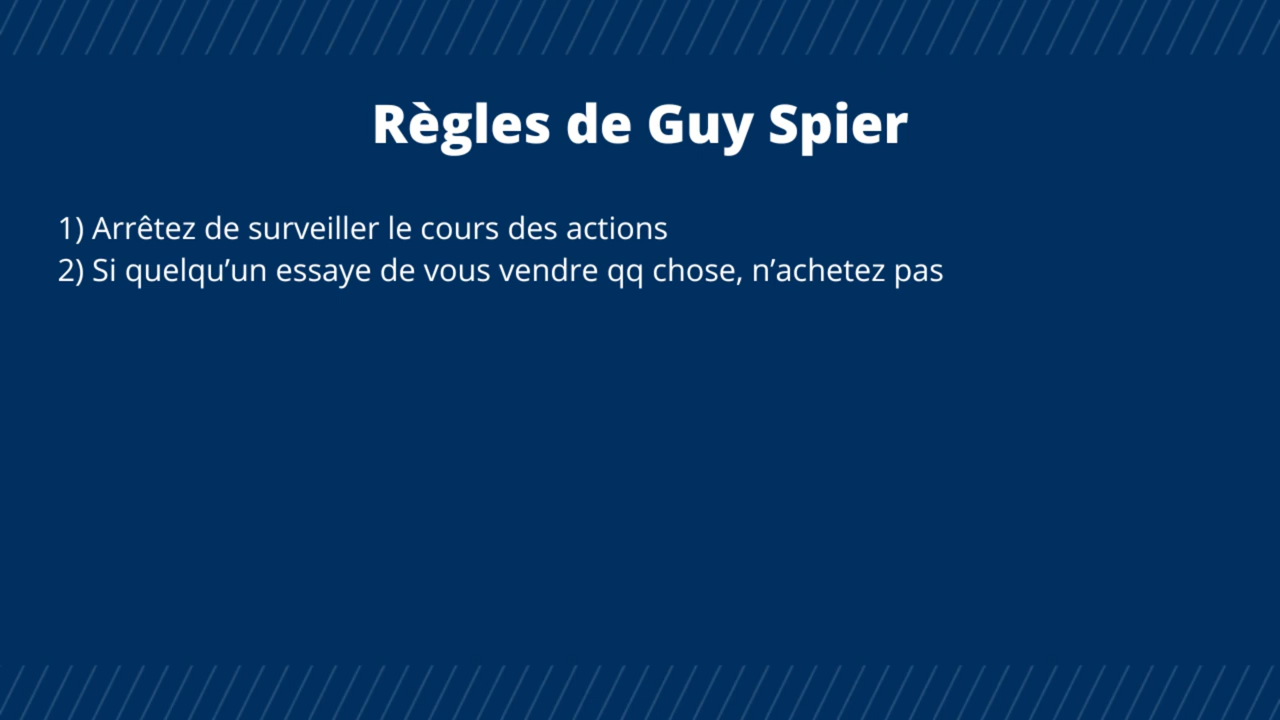 Règles de Guy Spier
1) Arrêtez de surveiller le cours des actions
2) Si quelqu’un essaye de vous vendre qq chose, n’achetez pas